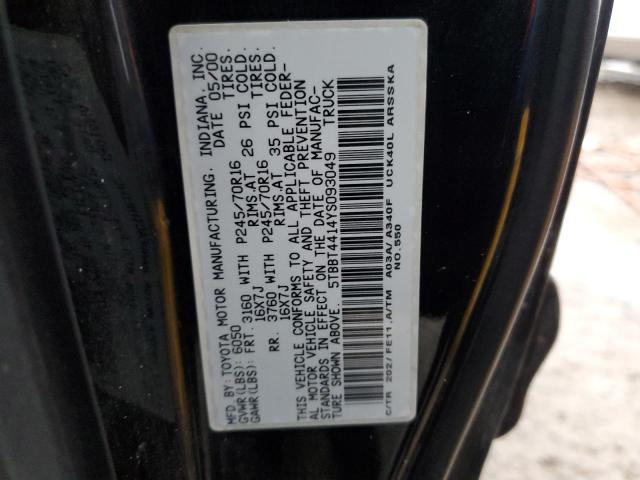 MFD BY: TOYOTA MOTOR MANUFACTURING. INDIANA. INC.
GVWR(LBS): 6050 DATE 05/00
GAWR(LBS): FRT. 3160 WITH P245/70R16 TIRES.
16X7J RIMS.AT 26 PSI COLD.
RR. 3760 WITH P245/70R16 TIRES.
16X7J RIMS.AT 35 PSI COLD.
THIS VEHICLE CONFORMS TO ALL APPLICABLE FEDER-
AL MOTOR VEHICLE SAFETY AND THEFT PREVENTION
STANDARDS IN EFFECT ON THE DATE OF MANUFAC-
TURE SHOWN ABOVE.
5TBBT4414YS093049 TRUCK
C/TR 202/FE11,A/TM A03A/A340F UCK40L ARSSKA
NO.550